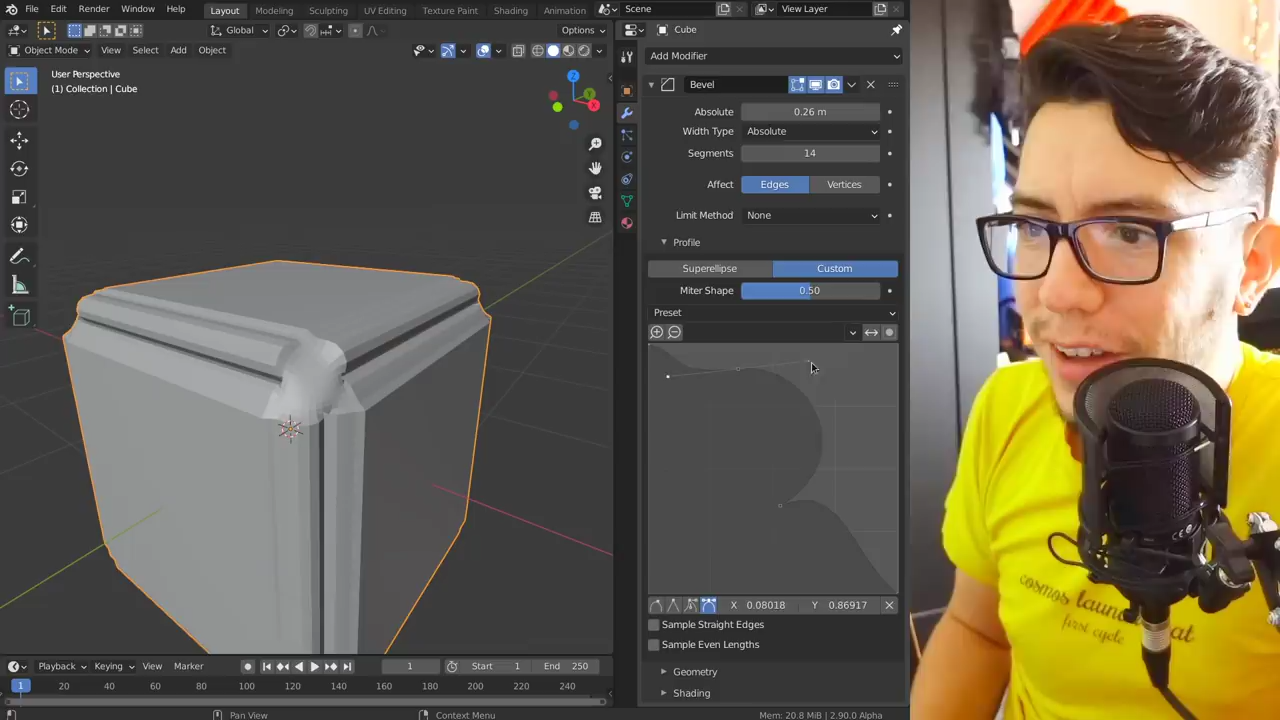 File Edit Render Window Help
Layout Modeling Sculpting UV Editing Texture Paint Shading Animation
Scene
View Layer
Global
Options
Object Mode View Select Add Object
User Perspective
(1) Collection | Cube
Z
Y
X
Cube
Add Modifier
Bevel
Absolute 0.26 m
Width Type Absolute
Segments 14
Affect Edges Vertices
Limit Method None
Profile
Superellipse Custom
Miter Shape 0.50
Preset
X 0.08018 Y 0.86917
Sample Straight Edges
Sample Even Lengths
Geometry
Shading
Playback Keying View Marker
1
Start 1 End 250
1 20 40 60 80 100 120 140 160 180 200 220 240
Pan View
Context Menu
Mem: 20.8 MiB | 2.90.0 Alpha
first cycle